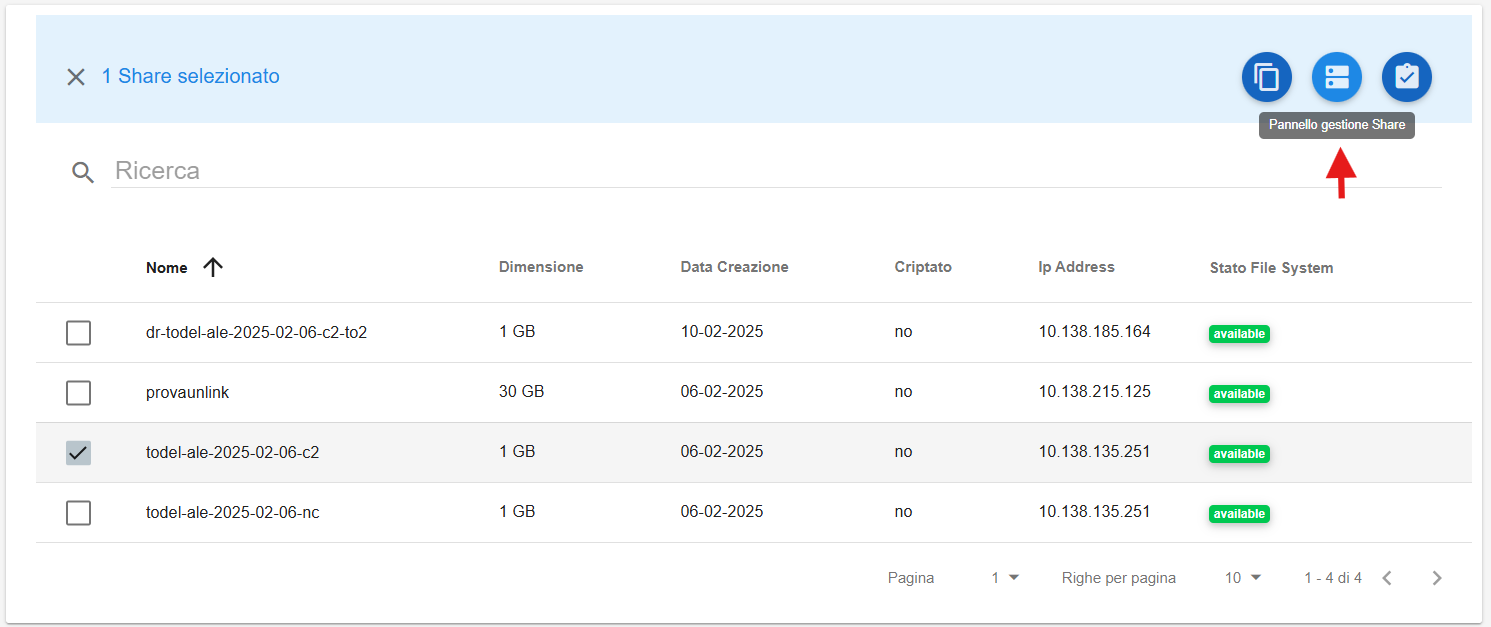 1 Share selezionato
Pannello gestione Share
Ricerca
Nome Dimensione Data Creazione Criptato Ip Address Stato File System
dr-todel-ale-2025-02-06-c2-to2 1 GB 10-02-2025 no 10.138.185.164 available
provaunlink 30 GB 06-02-2025 no 10.138.215.125 available
todel-ale-2025-02-06-c2 1 GB 06-02-2025 no 10.138.135.251 available
todel-ale-2025-02-06-nc 1 GB 06-02-2025 no 10.138.135.251 available
Pagina 1 Righe per pagina 10 1 - 4 di 4